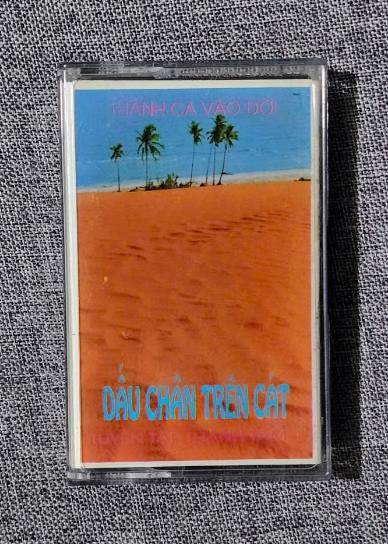 THÁNH CA VÀO ĐỜI
DẤU CHÂN TRÊN CÁT